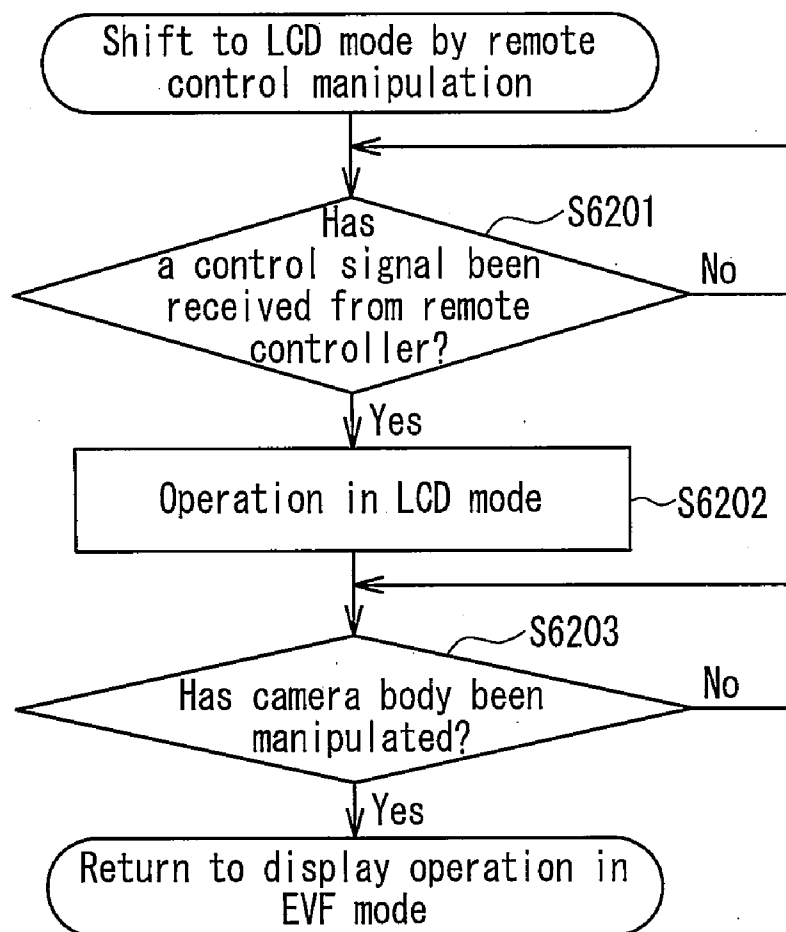 Shift to LCD mode by remote
control manipulation
S6201
Has
a control signal been
received from remote
controller?
No
Yes
Operation in LCD mode
S6202
S6203
Has camera body been
manipulated?
No
Yes
Return to display operation in
EVF mode